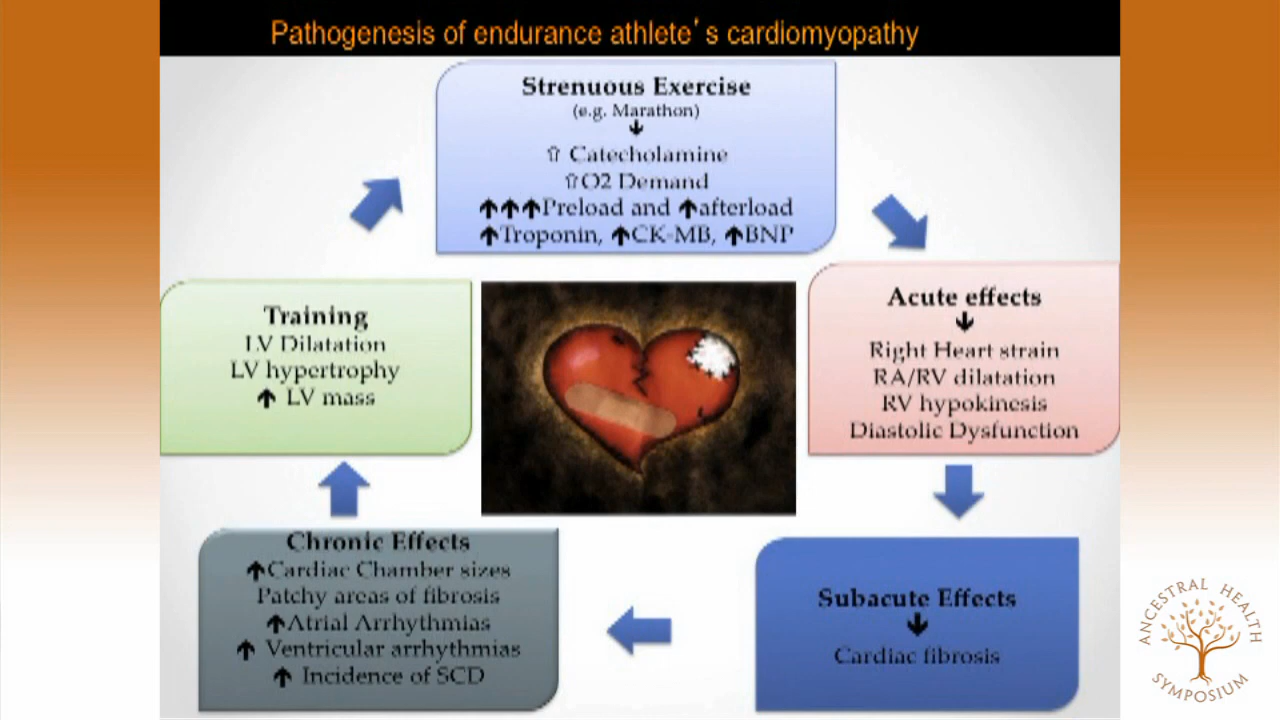 Pathogenesis of endurance athlete's cardiomyopathy
Strenuous Exercise
(e.g. Marathon)
🡻
⇧ Catecholamine
⇧O2 Demand
🡹🡹🡹Preload and 🡹afterload
🡹Troponin, 🡹CK-MB, 🡹BNP
Acute effects
🡻
Right Heart strain
RA/RV dilatation
RV hypokinesis
Diastolic Dysfunction
Subacute Effects
🡻
Cardiac fibrosis
Chronic Effects
🡹Cardiac Chamber sizes
Patchy areas of fibrosis
🡹Atrial Arrhythmias
🡹 Ventricular arrhythmias
🡹 Incidence of SCD
Training
LV Dilatation
LV hypertrophy
🡹 LV mass
ANCESTRAL HEALTH
SYMPOSIUM